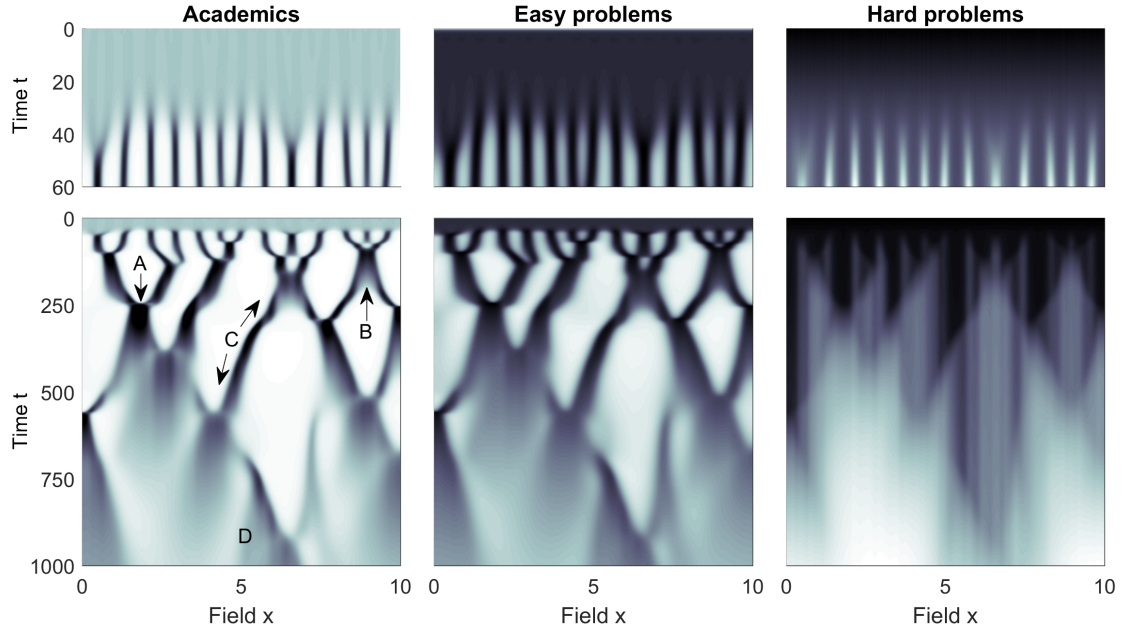 Academics Easy problems Hard problems
0
20
40
60
Time t
0
250
500
750
1000
Time t
A
B
C
D
0 5 10 0 5 10 0 5 10
Field x Field x Field x